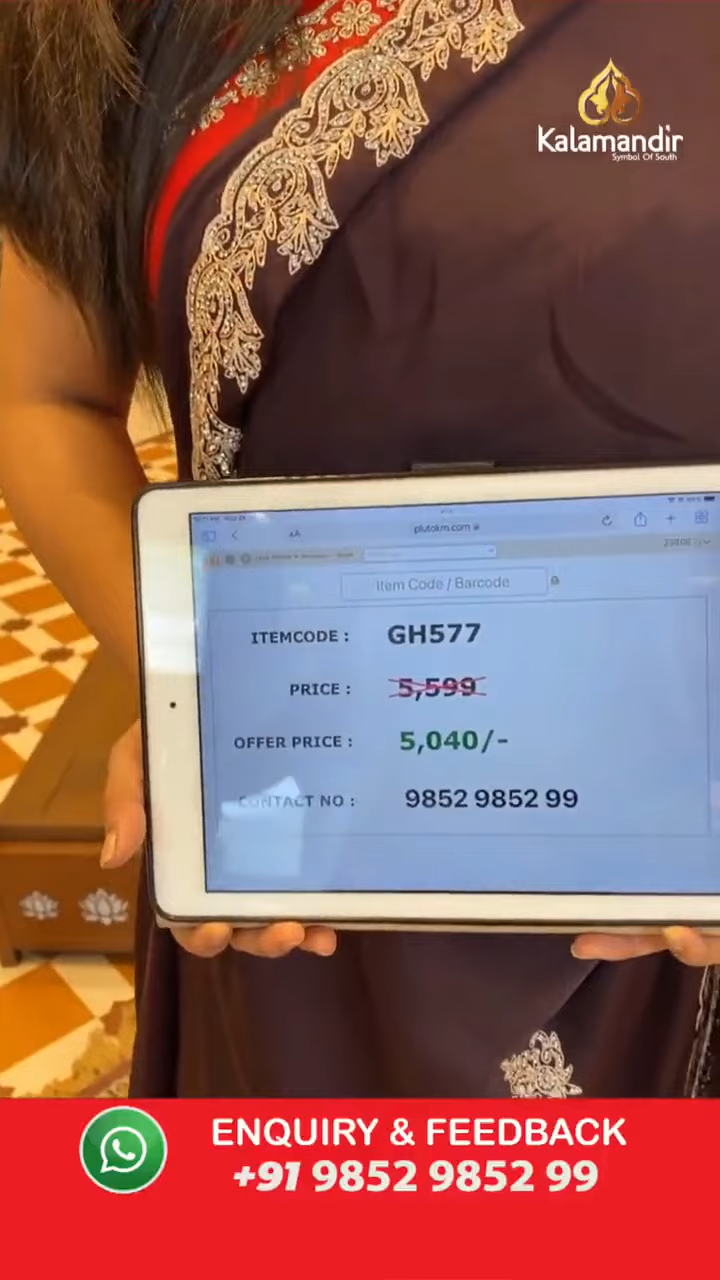 Kalamandir
Symbol Of South
AA
plutokm.com
Item Code / Barcode
ITEMCODE : GH577
PRICE : 5,599
OFFER PRICE : 5,040/-
CONTACT NO : 9852 9852 99
ENQUIRY & FEEDBACK
+91 9852 9852 99